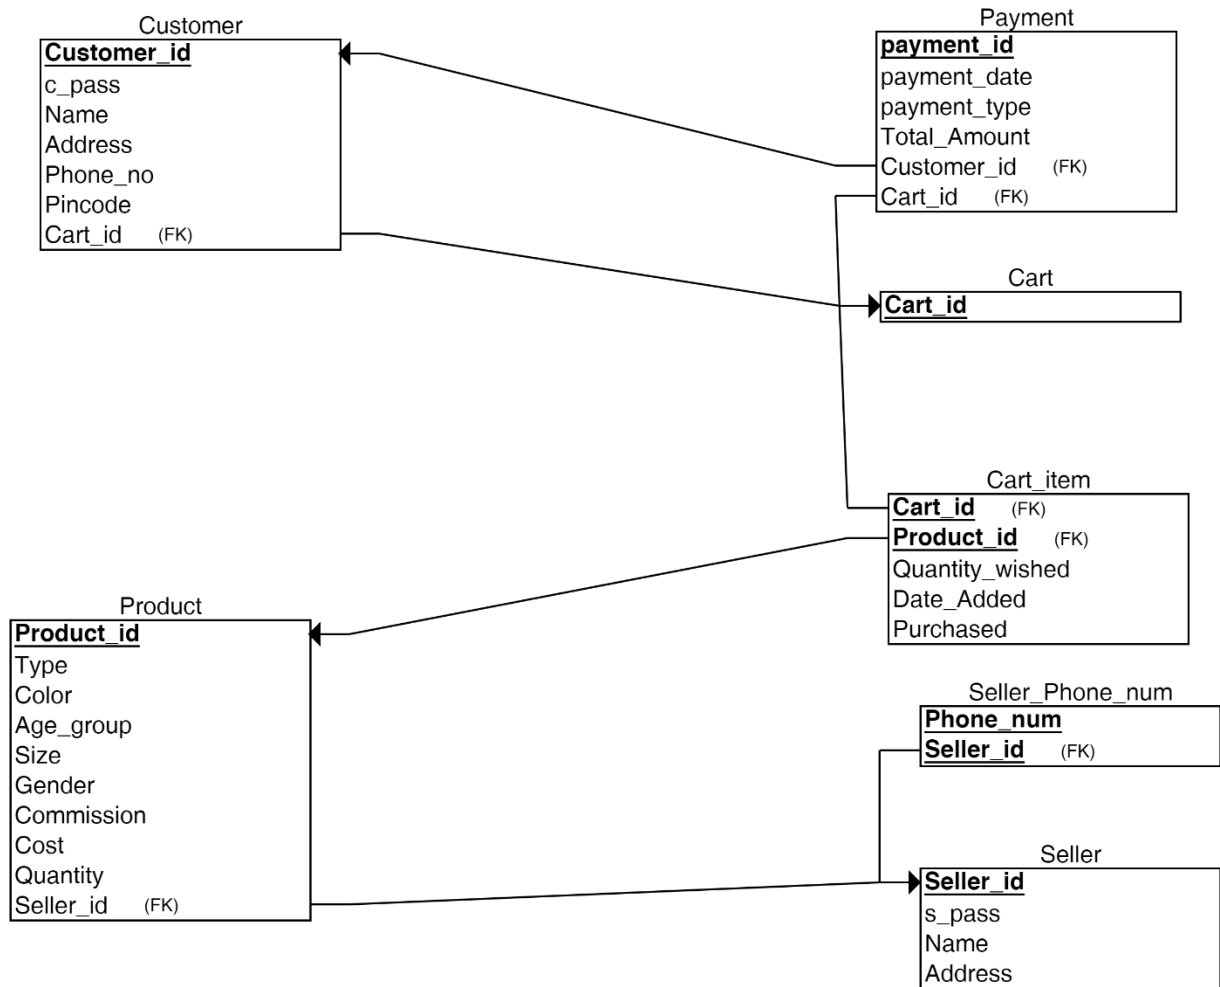 Customer
Customer_id
c_pass
Name
Address
Phone_no
Pincode
Cart_id (FK)
Payment
payment_id
payment_date
payment_type
Total_Amount
Customer_id (FK)
Cart_id (FK)
Cart
Cart_id
Cart_item
Cart_id (FK)
Product_id (FK)
Quantity_wished
Date_Added
Purchased
Product
Product_id
Type
Color
Age_group
Size
Gender
Commission
Cost
Quantity
Seller_id (FK)
Seller_Phone_num
Phone_num
Seller_id (FK)
Seller
Seller_id
s_pass
Name
Address